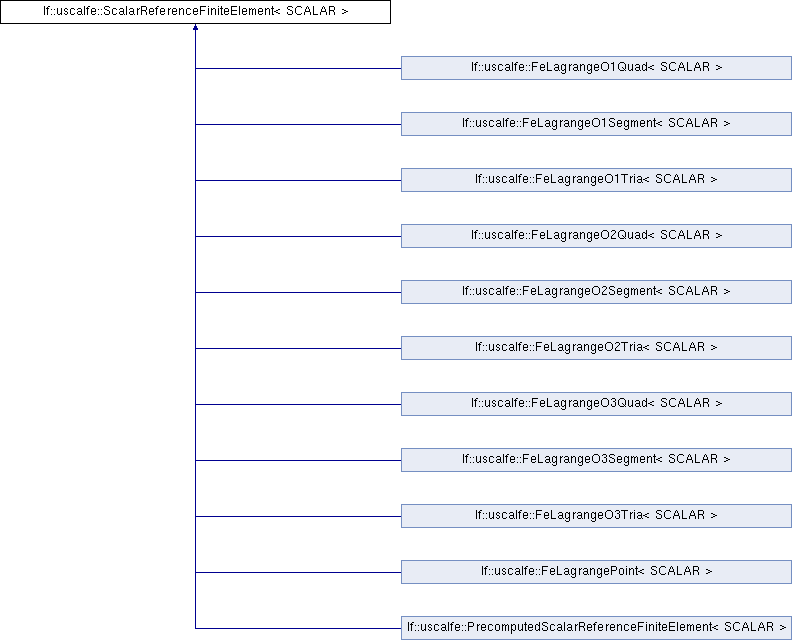 lf::uscalfe::ScalarReferenceFiniteElement< SCALAR >
lf::uscalfe::FeLagrangeO1Quad< SCALAR >
lf::uscalfe::FeLagrangeO1Segment< SCALAR >
lf::uscalfe::FeLagrangeO1Tria< SCALAR >
lf::uscalfe::FeLagrangeO2Quad< SCALAR >
lf::uscalfe::FeLagrangeO2Segment< SCALAR >
lf::uscalfe::FeLagrangeO2Tria< SCALAR >
lf::uscalfe::FeLagrangeO3Quad< SCALAR >
lf::uscalfe::FeLagrangeO3Segment< SCALAR >
lf::uscalfe::FeLagrangeO3Tria< SCALAR >
lf::uscalfe::FeLagrangePoint< SCALAR >
lf::uscalfe::PrecomputedScalarReferenceFiniteElement< SCALAR >